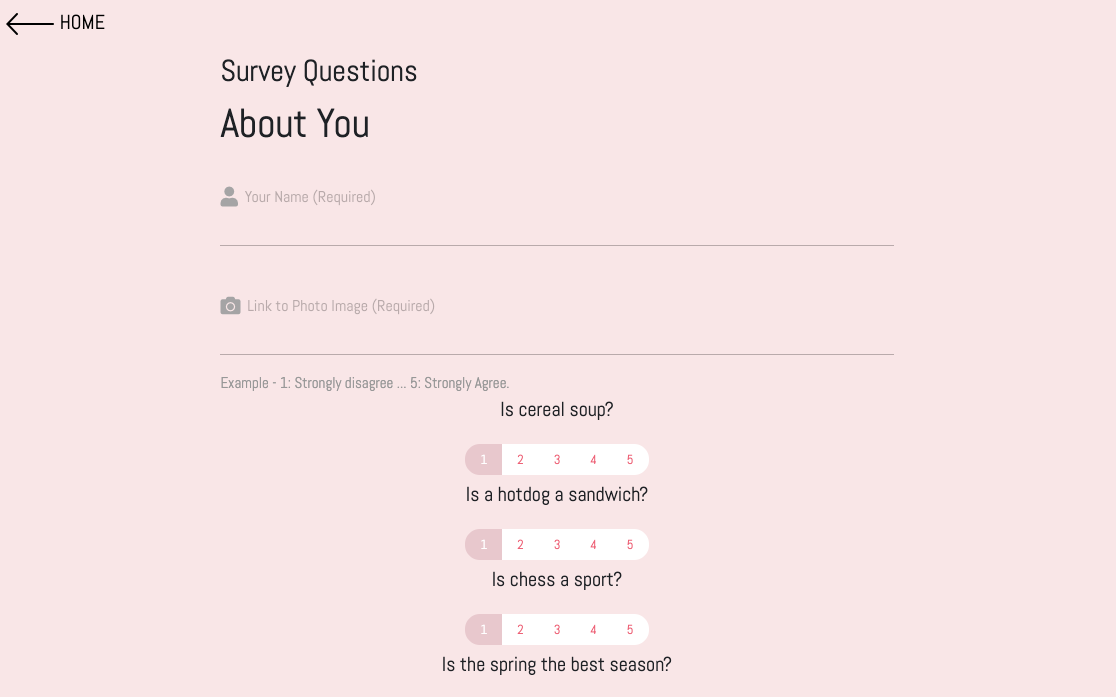 HOME
Survey Questions
About You
Your Name (Required)
Link to Photo Image (Required)
Example - 1: Strongly disagree ... 5: Strongly Agree.
Is cereal soup?
1 2 3 4 5
Is a hotdog a sandwich?
1 2 3 4 5
Is chess a sport?
1 2 3 4 5
Is the spring the best season?